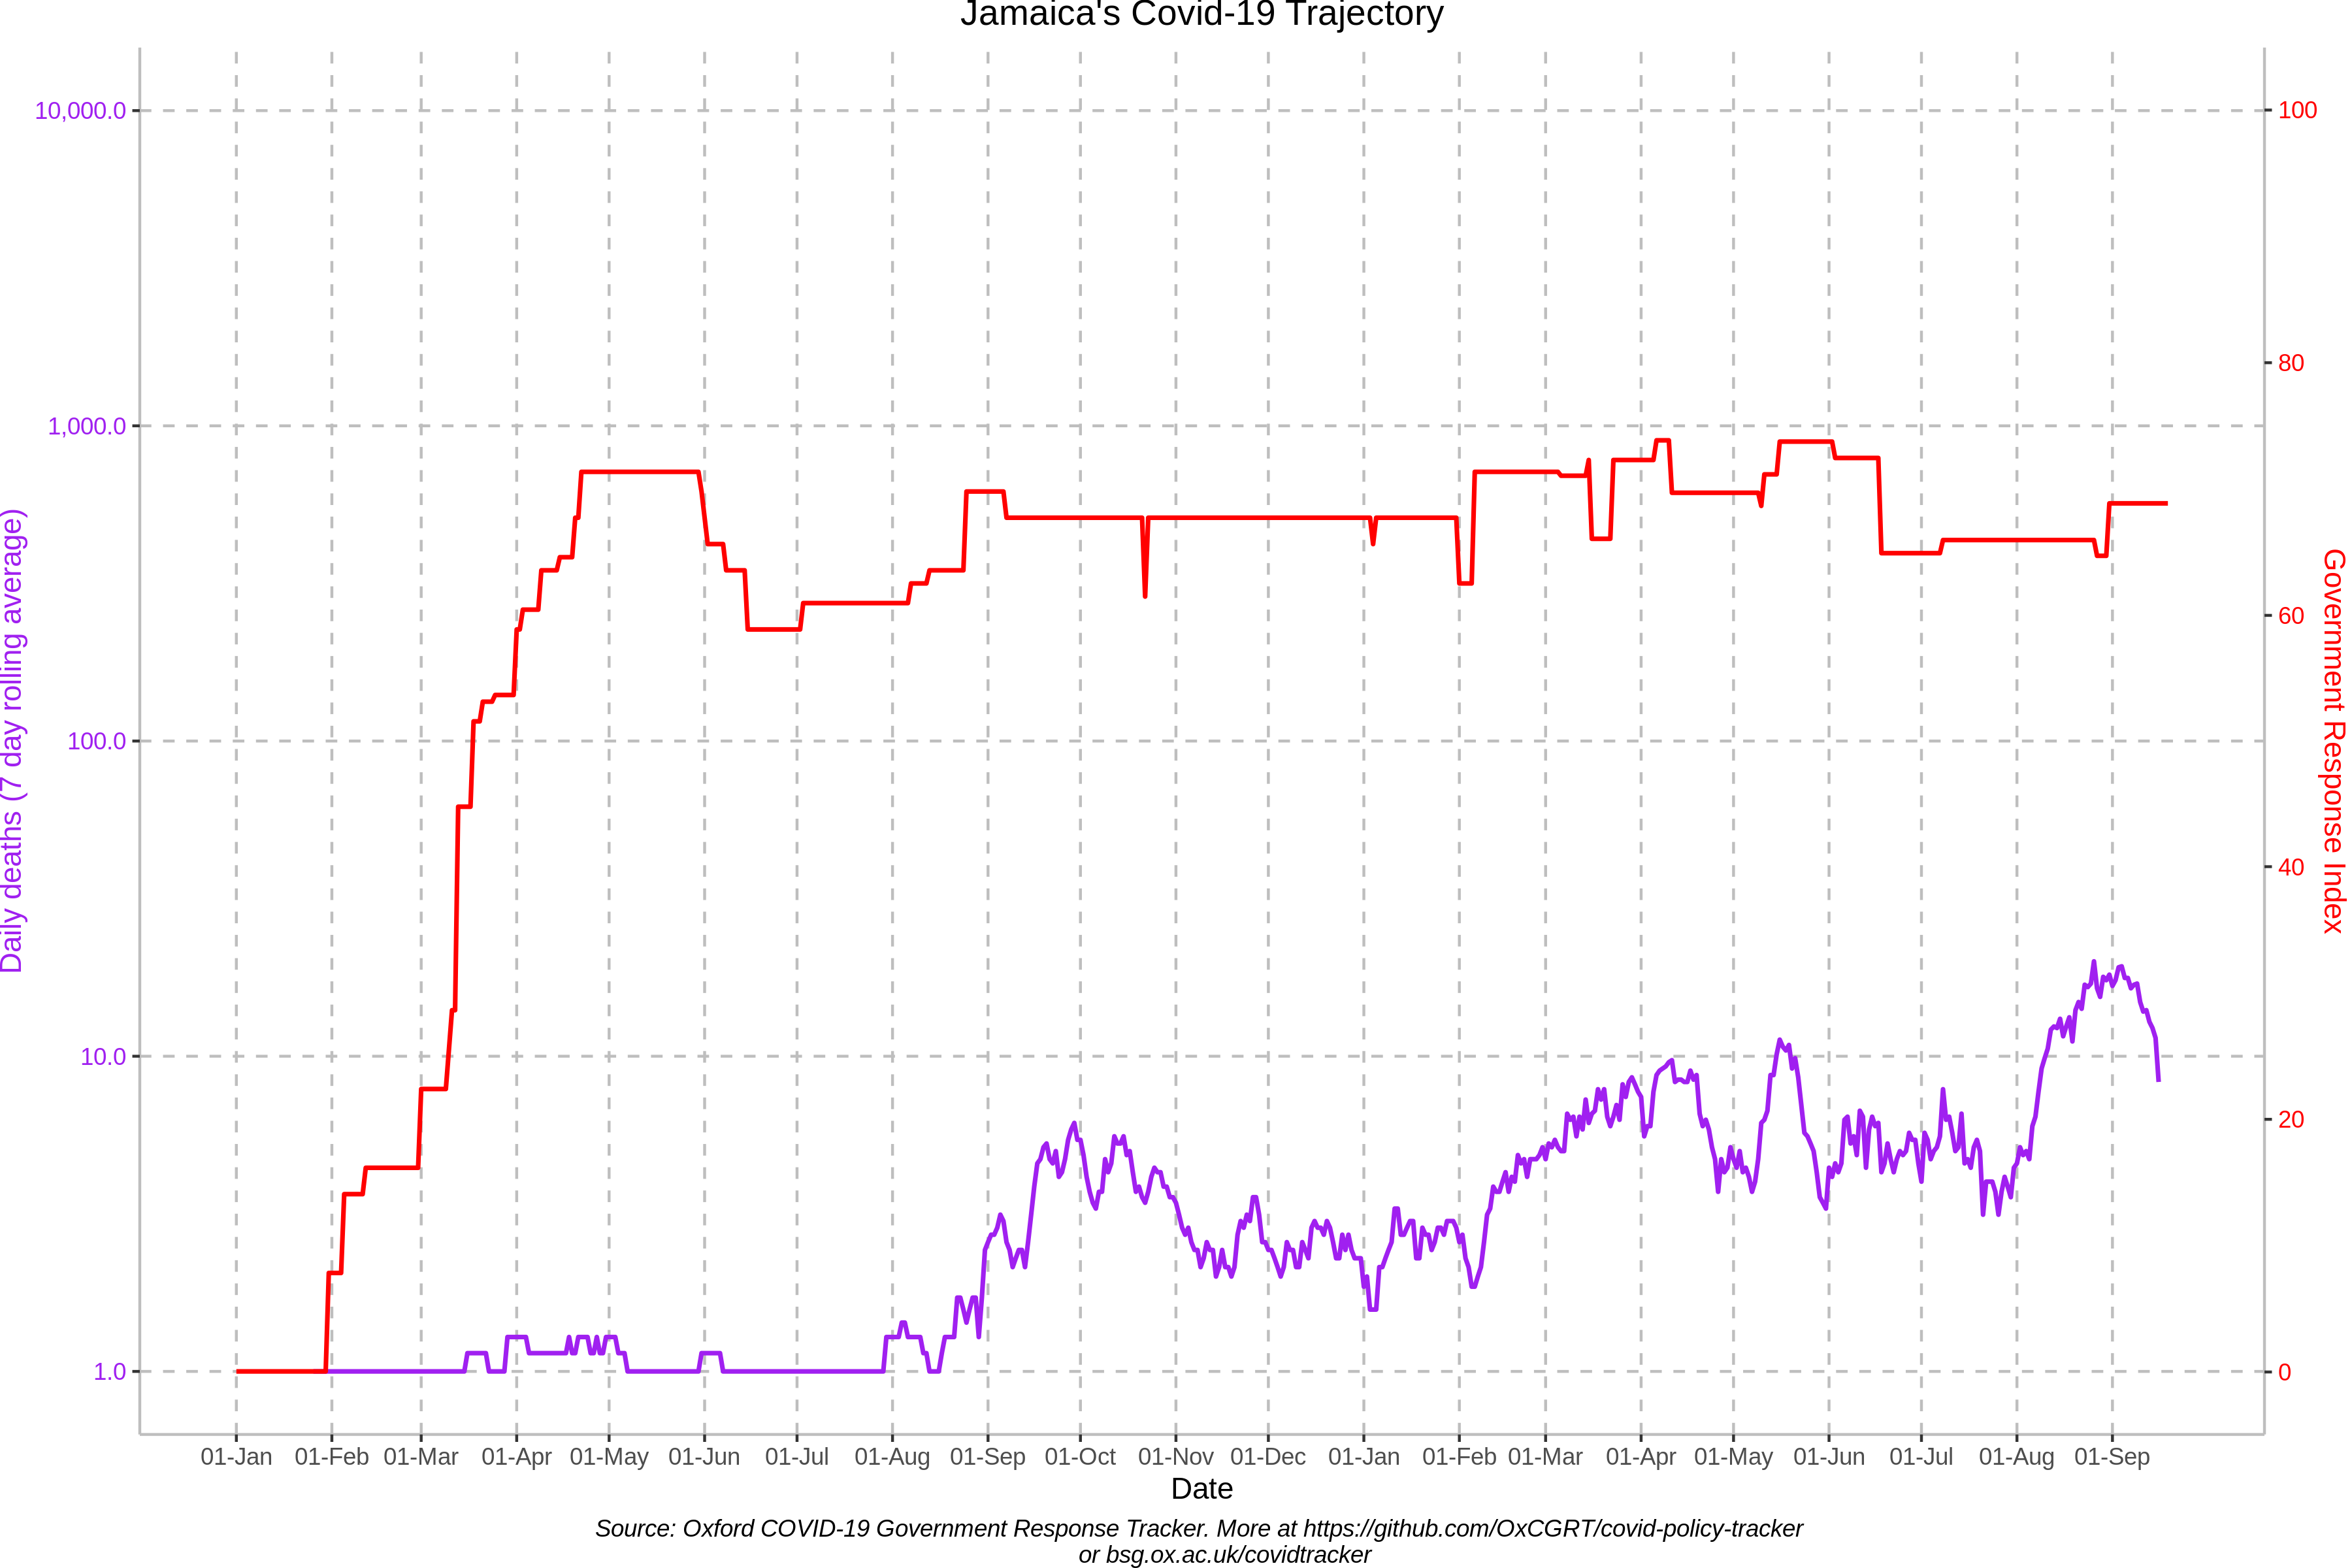 Jamaica's Covid-19 Trajectory
10,000.0
1,000.0
100.0
10.0
1.0
Daily deaths (7 day rolling average)
100
80
60
40
20
0
Government Response Index
01-Jan 01-Feb 01-Mar 01-Apr 01-May 01-Jun 01-Jul 01-Aug 01-Sep 01-Oct 01-Nov 01-Dec 01-Jan 01-Feb 01-Mar 01-Apr 01-May 01-Jun 01-Jul 01-Aug 01-Sep
Date
Source: Oxford COVID-19 Government Response Tracker. More at https://github.com/OxCGRT/covid-policy-tracker
or bsg.ox.ac.uk/covidtracker